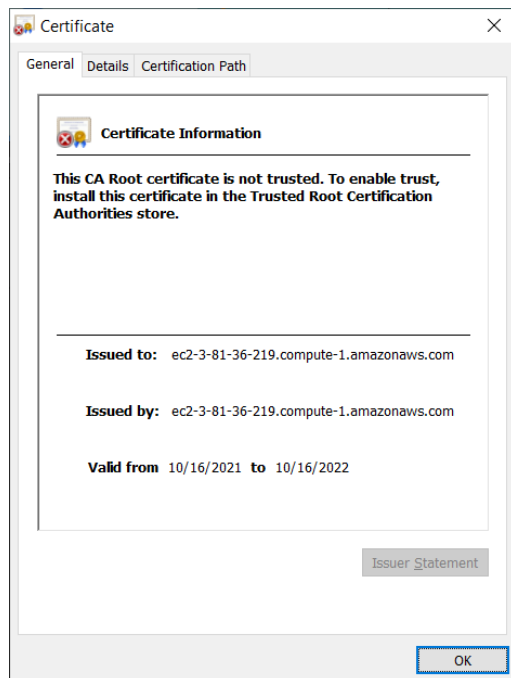 Certificate
General Details Certification Path
Certificate Information
This CA Root certificate is not trusted. To enable trust,
install this certificate in the Trusted Root Certification
Authorities store.
Issued to: ec2-3-81-36-219.compute-1.amazonaws.com
Issued by: ec2-3-81-36-219.compute-1.amazonaws.com
Valid from 10/16/2021 to 10/16/2022
Issuer Statement
OK